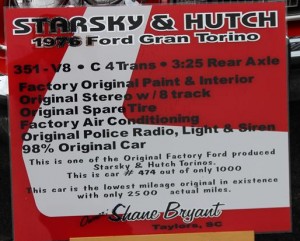 STARSKY & HUTCH
1976 Ford Gran Torino
351 - V8 • C 4 Trans • 3:25 Rear Axle
Factory Original Paint & Interior
Original Stereo w / 8 track
Original Spare Tire
Factory Air Conditioning
Original Police Radio, Light & Siren
98% Original Car
This is one of the Original Factory Ford produced
Starsky & Hutch Torinos.
This is car # 474 out of only 1000
This car is the lowest mileage original in existence
with only 2500 actual miles.
Owner: Shane Bryant
Taylors, SC